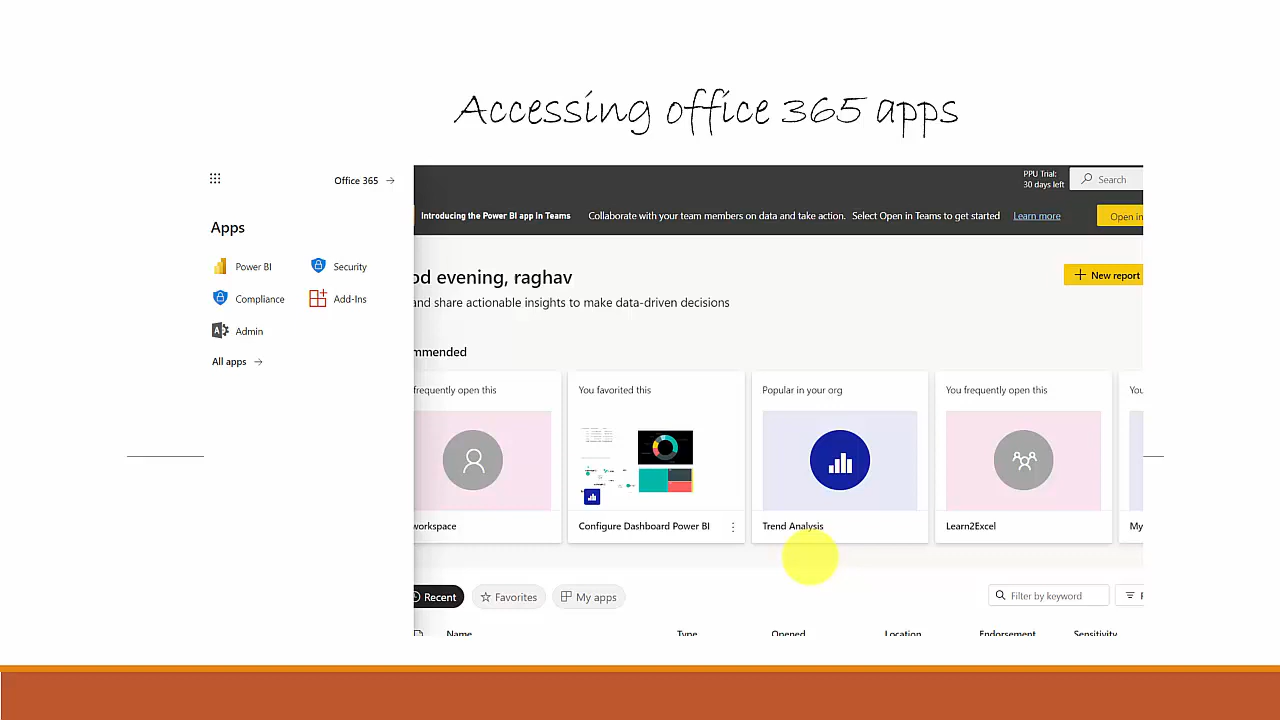 Accessing office 365 apps
Office 365 →
Apps
Power BI
Security
Compliance
Add-Ins
Admin
All apps →
PPU Trial:
30 days left
Search
Introducing the Power BI app in Teams
Collaborate with your team members on data and take action. Select Open in Teams to get started
Learn more
Open in
od evening, raghav
and share actionable insights to make data-driven decisions
+ New report
mmended
frequently open this
You favorited this
Popular in your org
You frequently open this
You
workspace
Configure Dashboard Power BI
Trend Analysis
Learn2Excel
My
Recent
Favorites
My apps
Filter by keyword
Name
Type
Opened
Location
Endorsement
Sensitivity